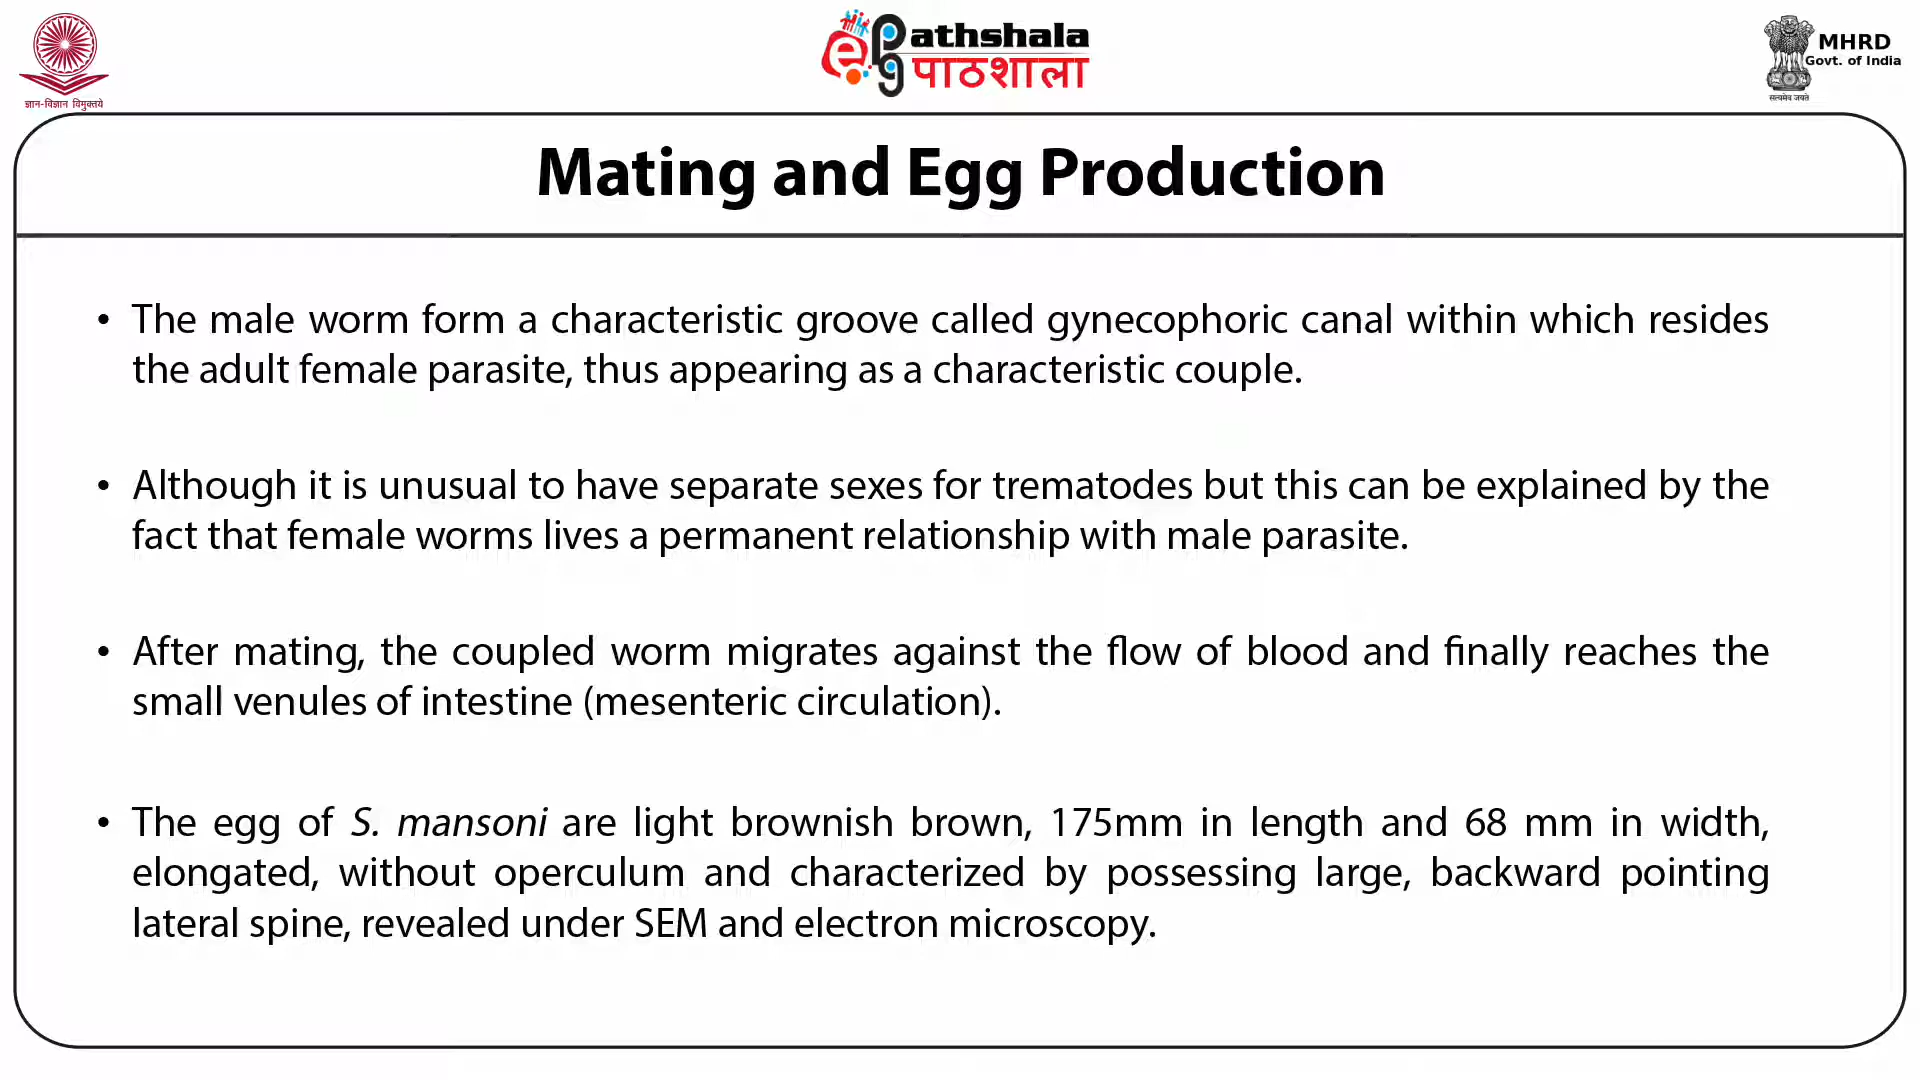 ज्ञान-विज्ञान विमुक्तये
ePathshala
पाठशाला
MHRD
Govt. of India
सत्यमेव जयते
Mating and Egg Production
• The male worm form a characteristic groove called gynecophoric canal within which resides
the adult female parasite, thus appearing as a characteristic couple.
• Although it is unusual to have separate sexes for trematodes but this can be explained by the
fact that female worms lives a permanent relationship with male parasite.
• After mating, the coupled worm migrates against the flow of blood and finally reaches the
small venules of intestine (mesenteric circulation).
• The egg of S. mansoni are light brownish brown, 175mm in length and 68 mm in width,
elongated, without operculum and characterized by possessing large, backward pointing
lateral spine, revealed under SEM and electron microscopy.